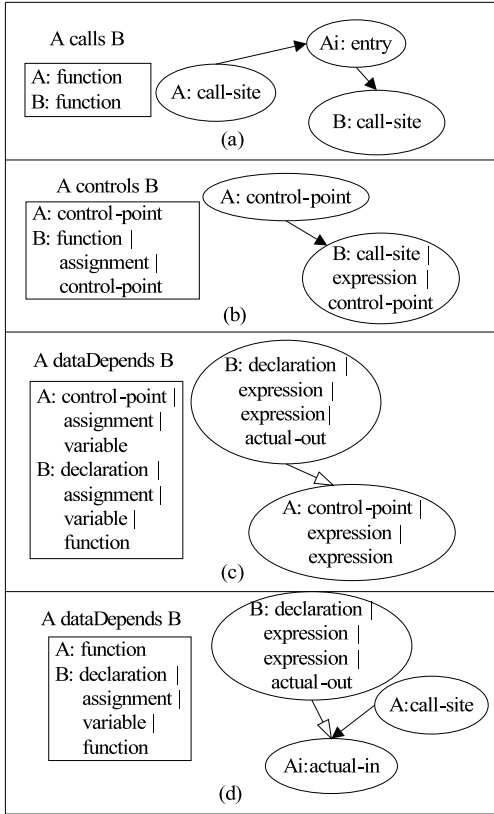 A calls B
A: function
B: function
A: call-site
Ai: entry
B: call-site
(a)
A controls B
A: control-point
B: function |
assignment |
control-point
A: control-point
B: call-site |
expression |
control-point
(b)
A dataDepends B
A: control-point |
assignment |
variable
B: declaration |
assignment |
variable |
function
B: declaration |
expression |
expression|
actual-out
A: control-point |
expression |
expression
(c)
A dataDepends B
A: function
B: declaration |
assignment |
variable |
function
B: declaration |
expression |
expression |
actual-out
A:call-site
Ai:actual-in
(d)